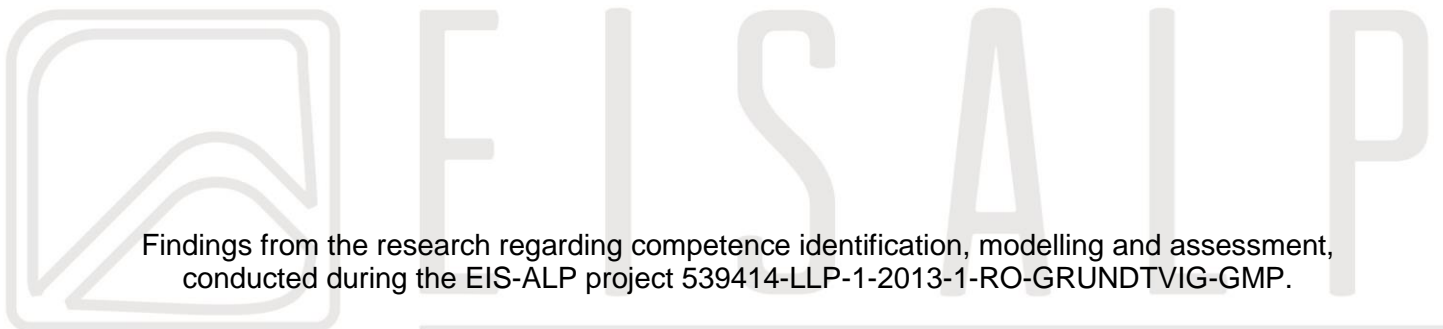 EISALP
Findings from the research regarding competence identification, modelling and assessment,
conducted during the EIS-ALP project 539414-LLP-1-2013-1-RO-GRUNDTVIG-GMP.